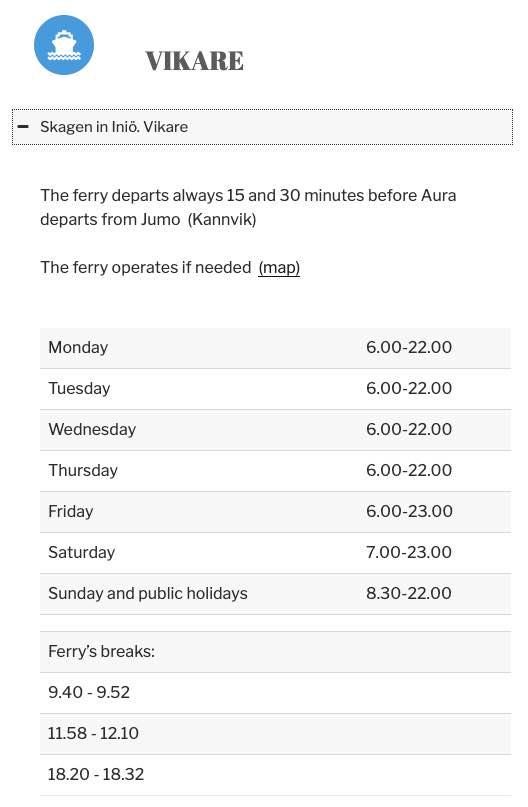 VIKARE
Skagen in Iniö. Vikare
The ferry departs always 15 and 30 minutes before Aura
departs from Jumo (Kannvik)
The ferry operates if needed (map)
Monday 6.00-22.00
Tuesday 6.00-22.00
Wednesday 6.00-22.00
Thursday 6.00-22.00
Friday 6.00-23.00
Saturday 7.00-23.00
Sunday and public holidays 8.30-22.00
Ferry’s breaks:
9.40 - 9.52
11.58 - 12.10
18.20 - 18.32